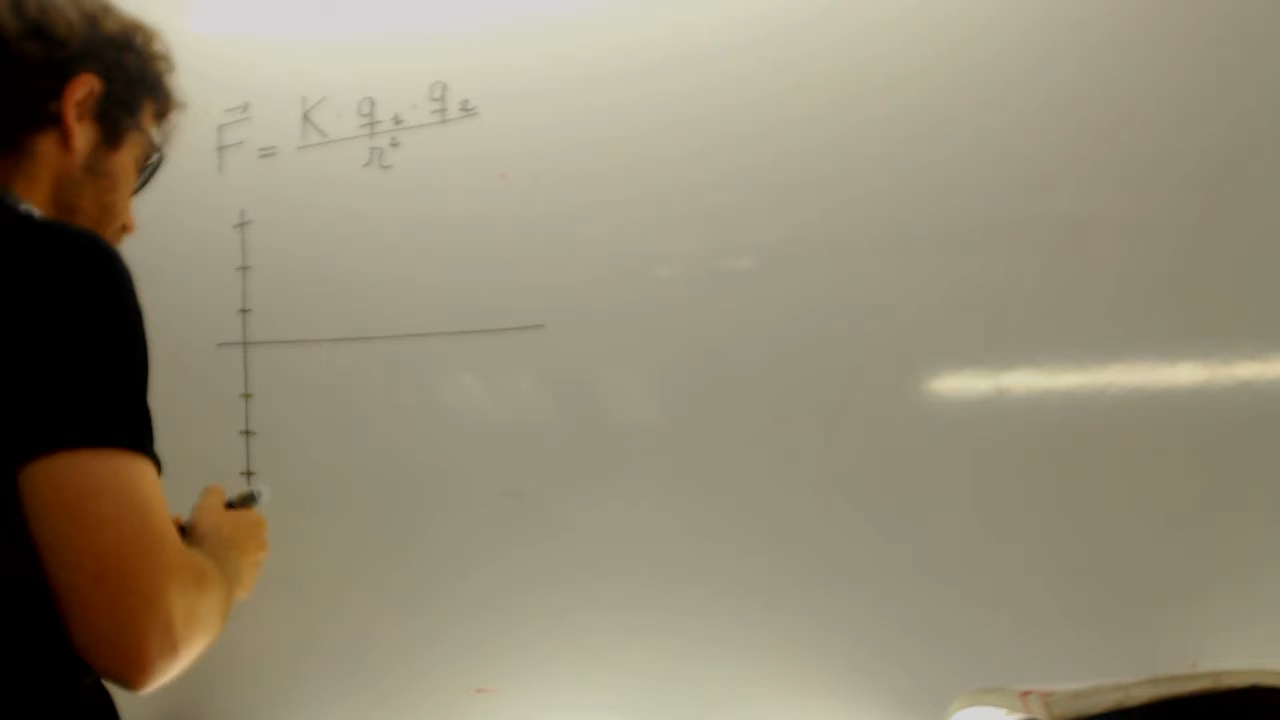 F⃗ = K · q₁ · q₂ / r²